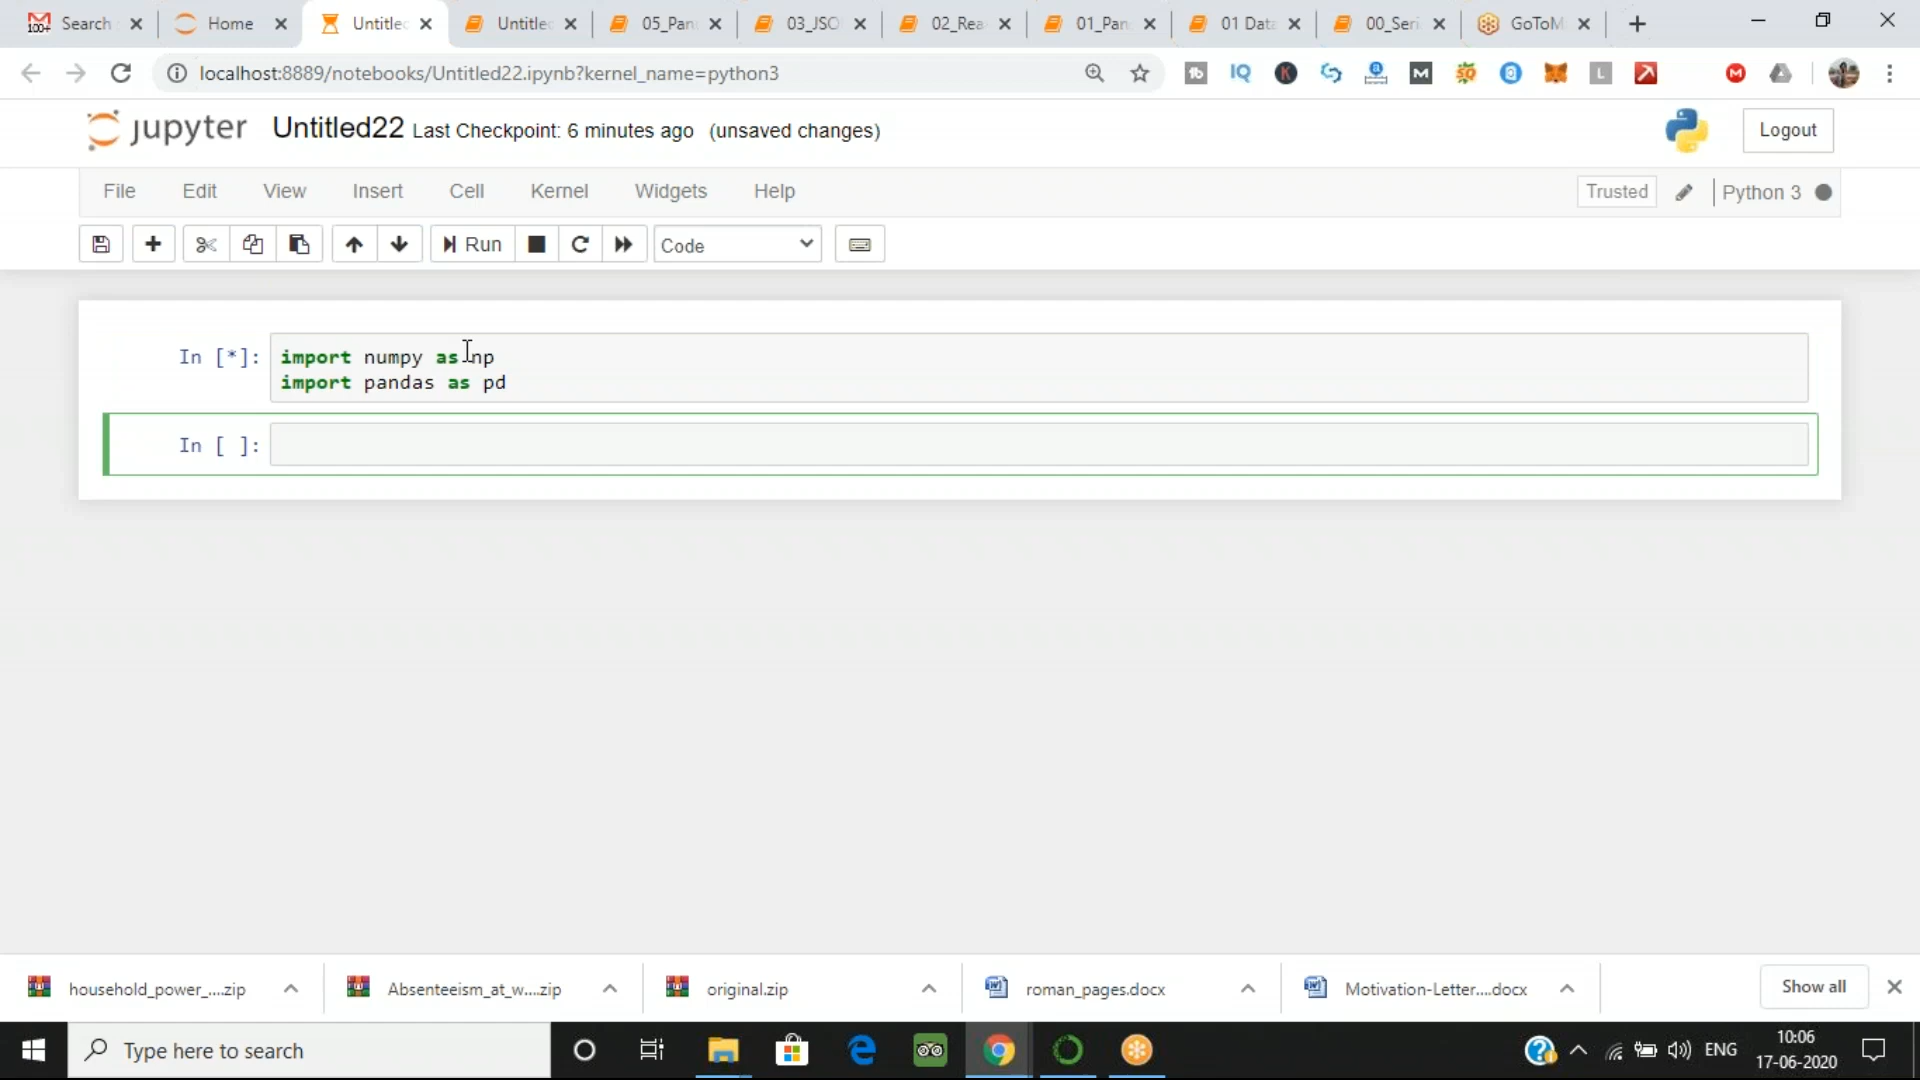 Search
Home
Untitled
Untitled
05_Pan
03_JSO
02_Rea
01_Pan
01 Data
00_Seri
GoToM
localhost:8889/notebooks/Untitled22.ipynb?kernel_name=python3
jupyter Untitled22 Last Checkpoint: 6 minutes ago (unsaved changes)
Logout
File Edit View Insert Cell Kernel Widgets Help
Trusted Python 3
Run Code
In [*]: import numpy as np
import pandas as pd
In [ ]:
household_power_....zip
Absenteeism_at_w....zip
original.zip
roman_pages.docx
Motivation-Letter....docx
Show all
Type here to search
ENG
10:06
17-06-2020